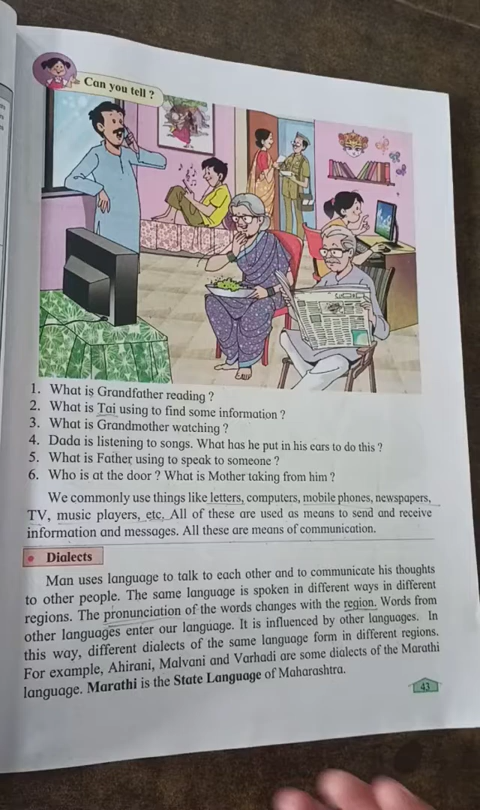 Can you tell ?
1. What is Grandfather reading ?
2. What is Tai using to find some information ?
3. What is Grandmother watching ?
4. Dada is listening to songs. What has he put in his ears to do this ?
5. What is Father using to speak to someone ?
6. Who is at the door ? What is Mother taking from him ?
We commonly use things like letters, computers, mobile phones, newspapers,
TV, music players, etc. All of these are used as means to send and receive
information and messages. All these are means of communication.
• Dialects
Man uses language to talk to each other and to communicate his thoughts
to other people. The same language is spoken in different ways in different
regions. The pronunciation of the words changes with the region. Words from
other languages enter our language. It is influenced by other languages. In
this way, different dialects of the same language form in different regions.
For example, Ahirani, Malvani and Varhadi are some dialects of the Marathi
language. Marathi is the State Language of Maharashtra.
43